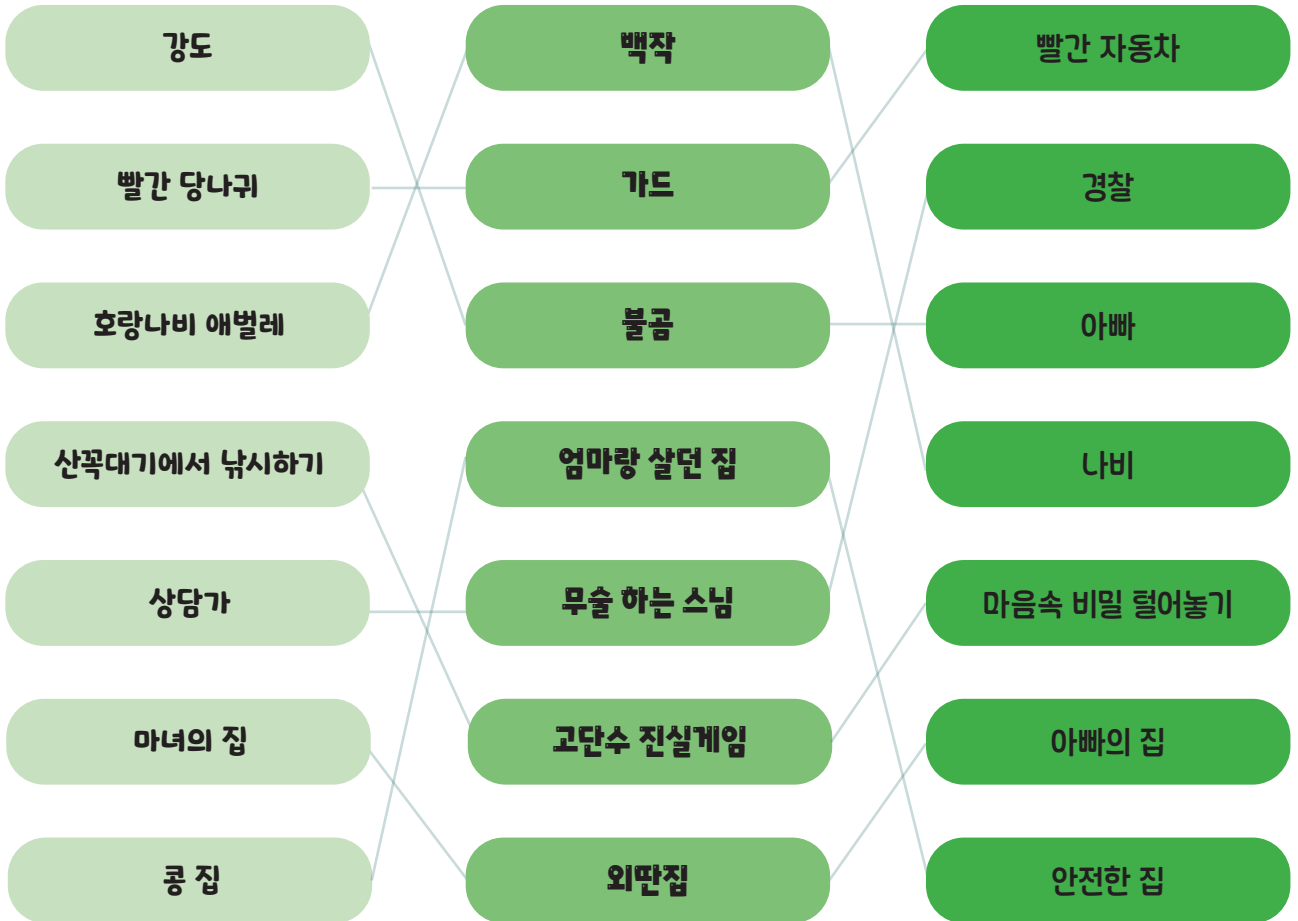 강도
백작
빨간 자동차
빨간 당나귀
가드
경찰
호랑나비 애벌레
불곰
아빠
산꼭대기에서 낚시하기
엄마랑 살던 집
나비
상담가
무술 하는 스님
마음속 비밀 털어놓기
마녀의 집
고단수 진실게임
아빠의 집
콩 집
외딴집
안전한 집